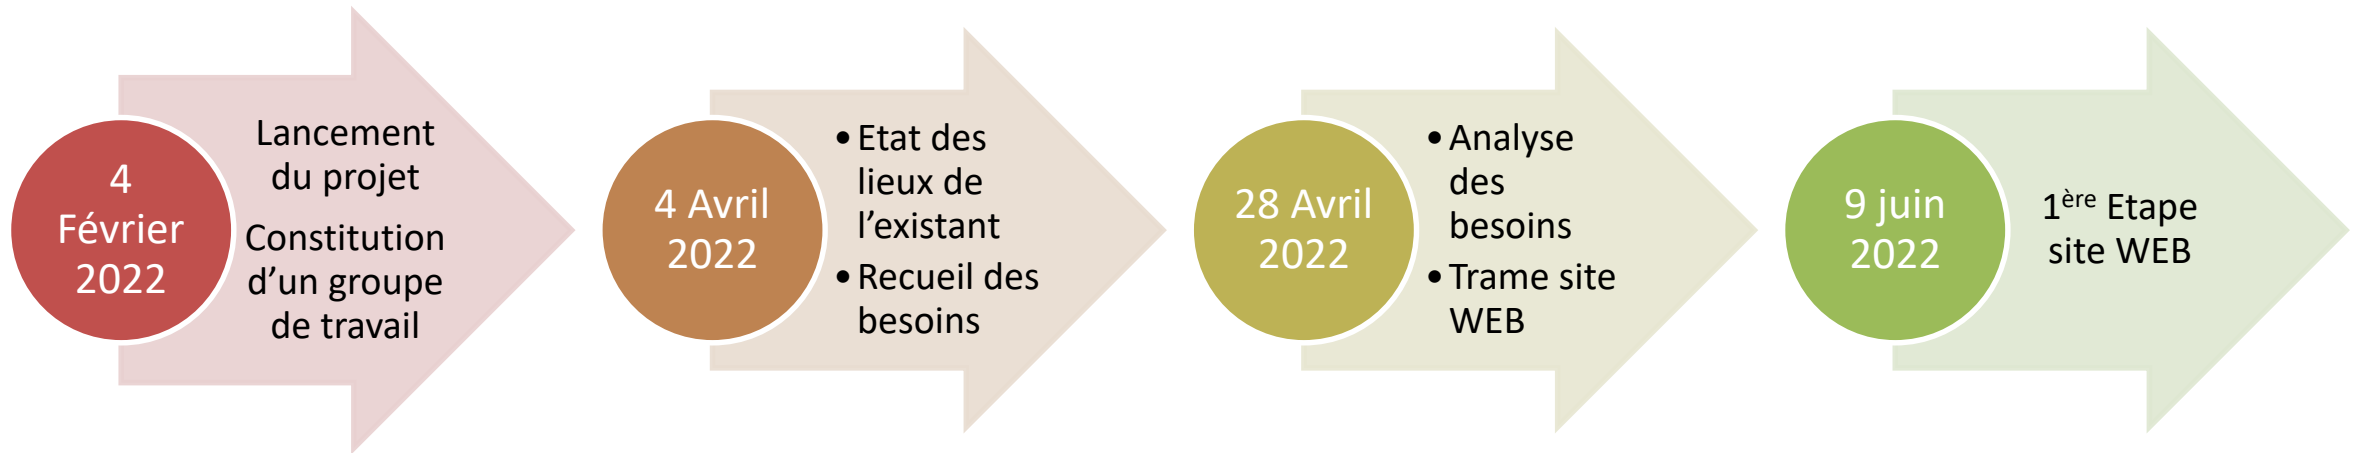 4
Février
2022
Lancement
du projet
Constitution
d’un groupe
de travail
4 Avril
2022
• Etat des
lieux de
l’existant
• Recueil des
besoins
28 Avril
2022
• Analyse
des
besoins
• Trame site
WEB
9 juin
2022
1ère Etape
site WEB